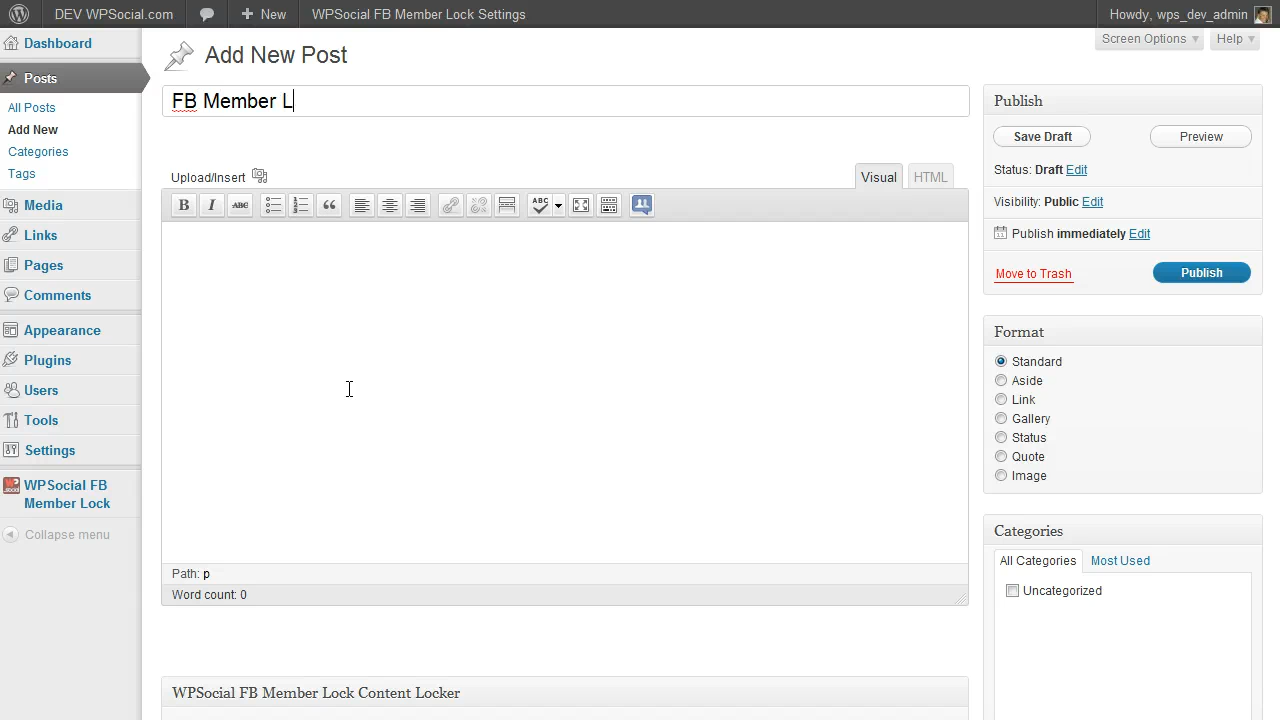 DEV WPSocial.com
New
WPSocial FB Member Lock Settings
Howdy, wps_dev_admin
Screen Options
Help
Dashboard
Posts
All Posts
Add New
Categories
Tags
Media
Links
Pages
Comments
Appearance
Plugins
Users
Tools
Settings
WPSocial FB
Member Lock
Collapse menu
Add New Post
FB Member L
Upload/Insert
Visual
HTML
B
I
ABC
ABC
Path: p
Word count: 0
WPSocial FB Member Lock Content Locker
Publish
Save Draft
Preview
Status: Draft Edit
Visibility: Public Edit
Publish immediately Edit
Move to Trash
Publish
Format
Standard
Aside
Link
Gallery
Status
Quote
Image
Categories
All Categories
Most Used
Uncategorized